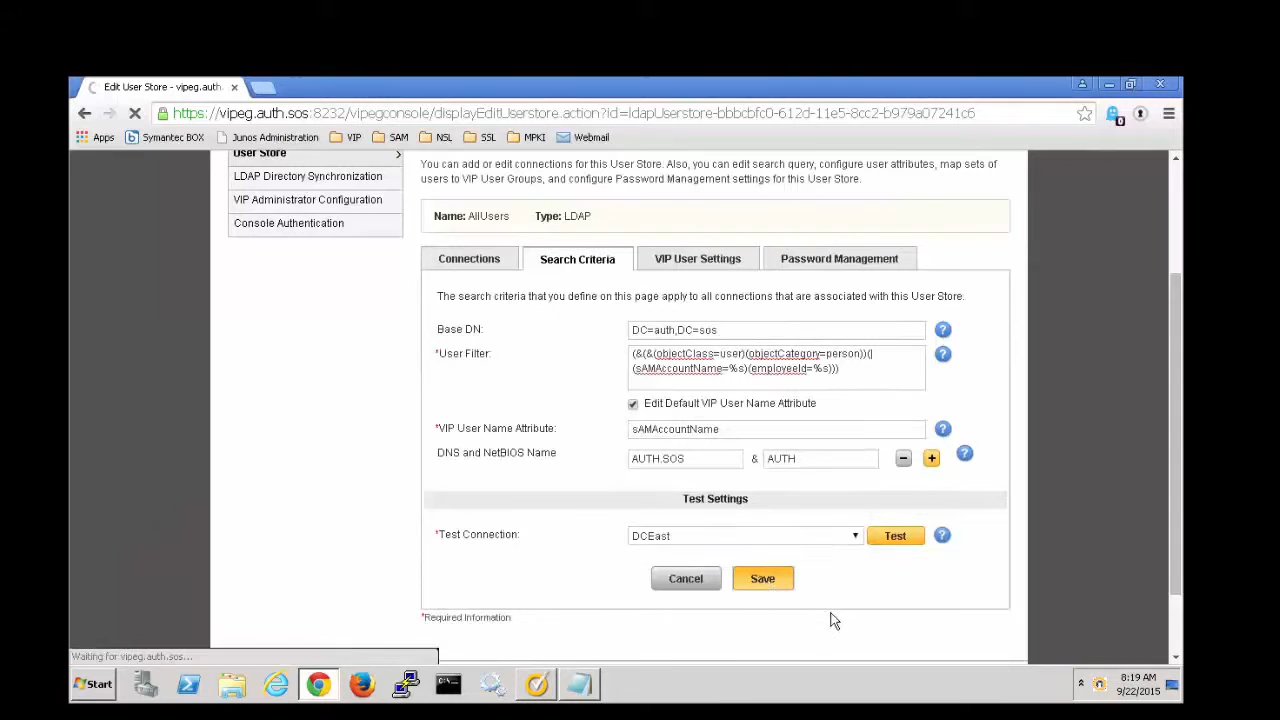 Edit User Store - vipeg.auth. ×
https://vipeg.auth.sos:8232/vipegconsole/displayEditUserstore.action?id=ldapUserstore-bbbcbfc0-612d-11e5-8cc2-b979a07241c6
Apps Symantec BOX Junos Administration VIP SAM NSL SSL MPKI Webmail
User Store
LDAP Directory Synchronization
VIP Administrator Configuration
Console Authentication
You can add or edit connections for this User Store. Also, you can edit search query, configure user attributes, map sets of
users to VIP User Groups, and configure Password Management settings for this User Store.
Name: AllUsers Type: LDAP
Connections Search Criteria VIP User Settings Password Management
The search criteria that you define on this page apply to all connections that are associated with this User Store.
Base DN: DC=auth,DC=sos ?
*User Filter: (&(&(objectClass=user)(objectCategory=person))(| ?
(sAMAccountName=%s)(employeeId=%s)))
Edit Default VIP User Name Attribute
*VIP User Name Attribute: sAMAccountName ?
DNS and NetBIOS Name AUTH.SOS & AUTH − + ?
Test Settings
*Test Connection: DCEast Test ?
Cancel Save
*Required Information
Waiting for vipeg.auth.sos...
Start
8:19 AM
9/22/2015